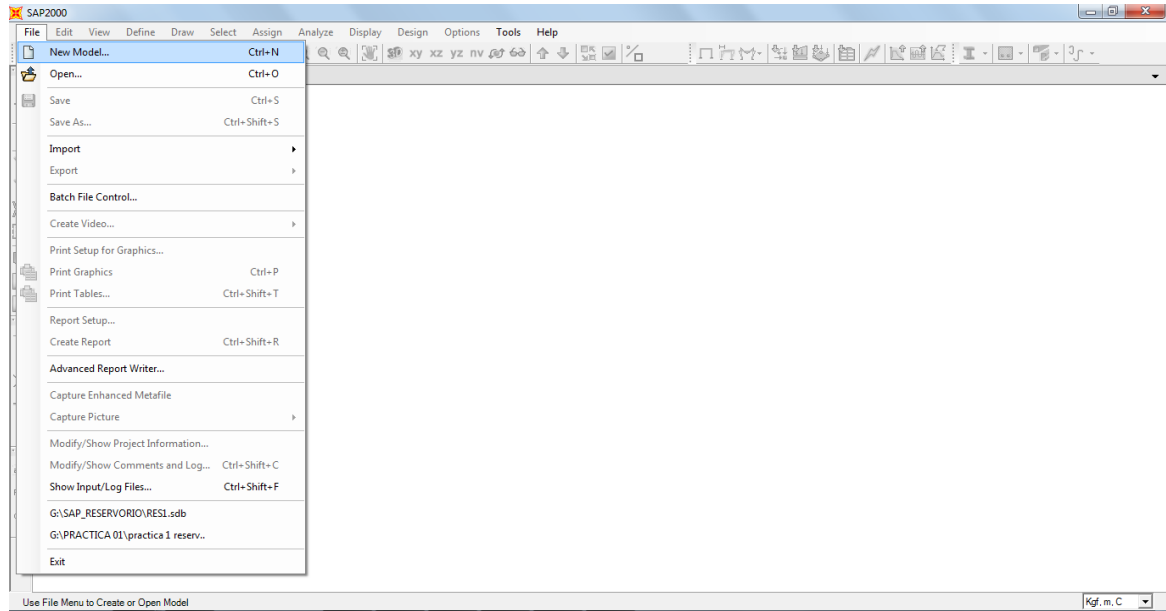 SAP2000
File Edit View Define Draw Select Assign Analyze Display Design Options Tools Help
xy xz yz nv
New Model... Ctrl+N
Open... Ctrl+O
Save Ctrl+S
Save As... Ctrl+Shift+S
Import
Export
Batch File Control...
Create Video...
Print Setup for Graphics...
Print Graphics Ctrl+P
Print Tables... Ctrl+Shift+T
Report Setup...
Create Report Ctrl+Shift+R
Advanced Report Writer...
Capture Enhanced Metafile
Capture Picture
Modify/Show Project Information...
Modify/Show Comments and Log... Ctrl+Shift+C
Show Input/Log Files... Ctrl+Shift+F
G:\SAP_RESERVORIO\RES1.sdb
G:\PRACTICA 01\practica 1 reserv..
Exit
Use File Menu to Create or Open Model Kgf, m, C